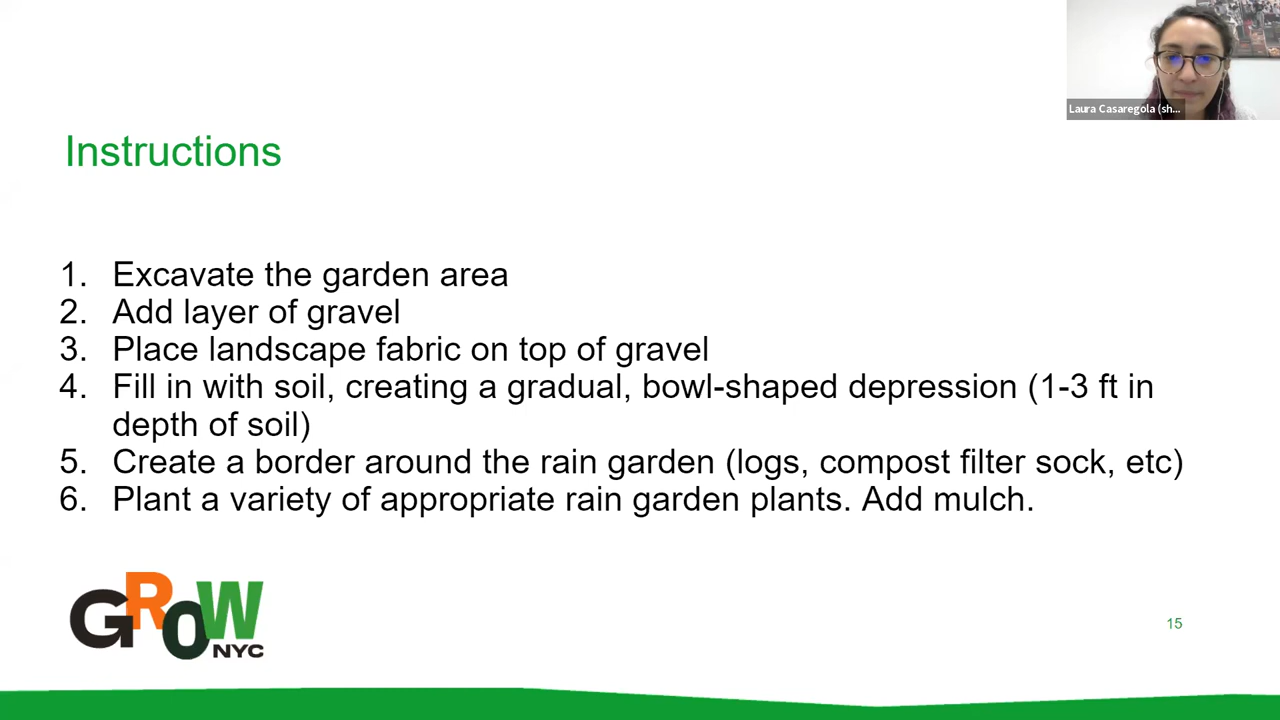 Laura Casaregola (sh...
Instructions
1. Excavate the garden area
2. Add layer of gravel
3. Place landscape fabric on top of gravel
4. Fill in with soil, creating a gradual, bowl-shaped depression (1-3 ft in
depth of soil)
5. Create a border around the rain garden (logs, compost filter sock, etc)
6. Plant a variety of appropriate rain garden plants. Add mulch.
GROW
NYC
15